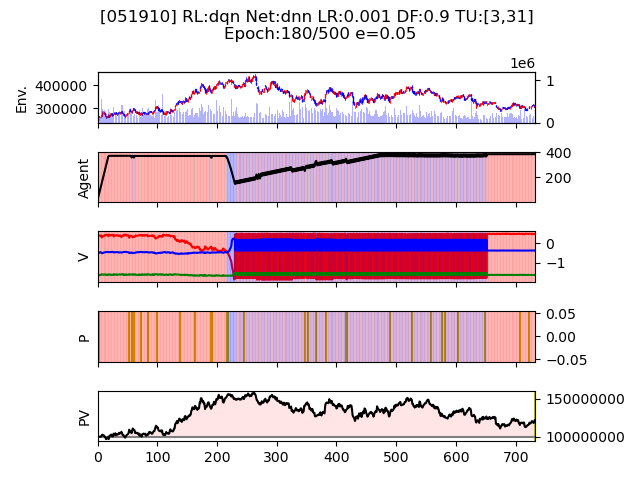 [051910] RL:dqn Net:dnn LR:0.001 DF:0.9 TU:[3,31]
Epoch:180/500 e=0.05
1e6
Env.
400000
300000
1
0
Agent
400
200
V
0
−1
P
0.05
0.00
−0.05
PV
150000000
100000000
0 100 200 300 400 500 600 700